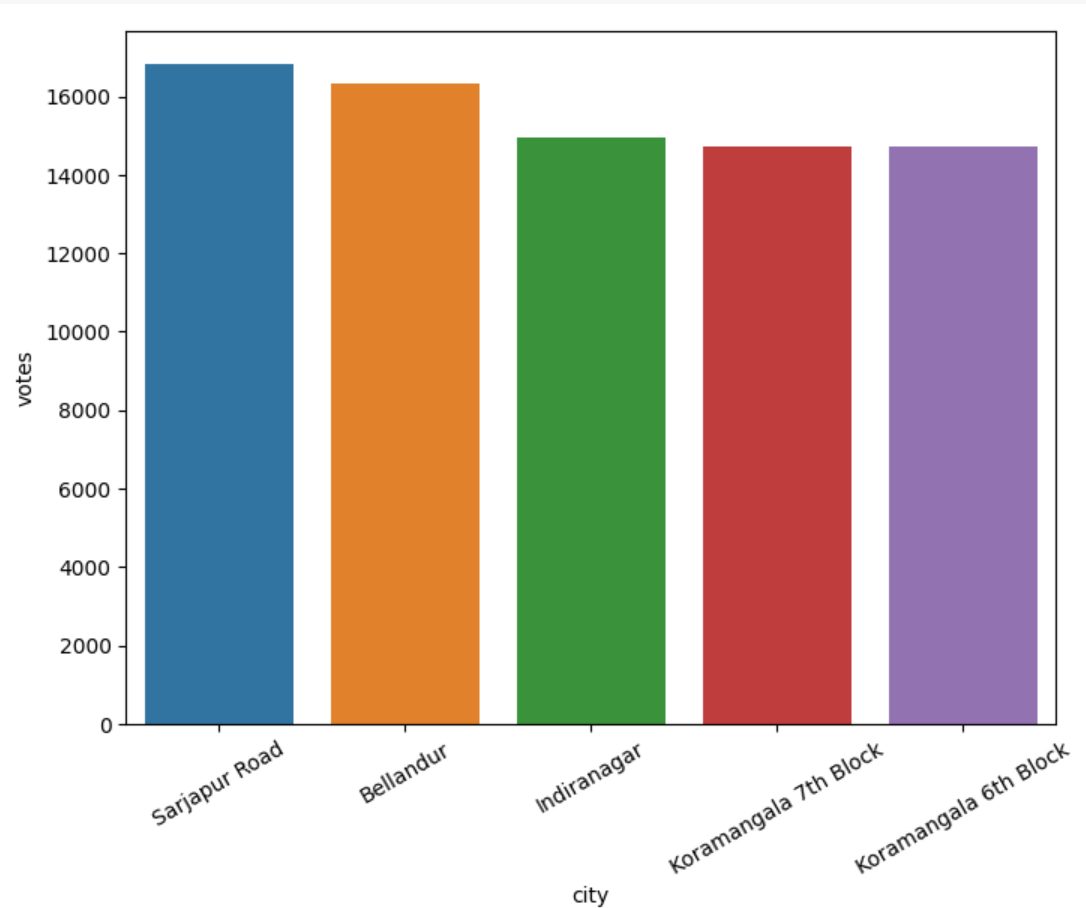 16000
14000
12000
10000
8000
6000
4000
2000
0
votes
Sarjapur Road
Bellandur
Indiranagar
Koramangala 7th Block
Koramangala 6th Block
city